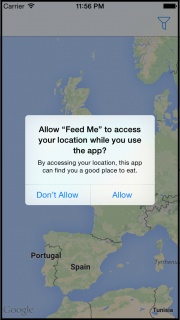 Carrier 11:56 PM
Allow “Feed Me” to access
your location while you use
the app?
By accessing your location, this app
can find you a good place to eat.
Don't Allow Allow
Portugal
Spain
Google
Tunisia